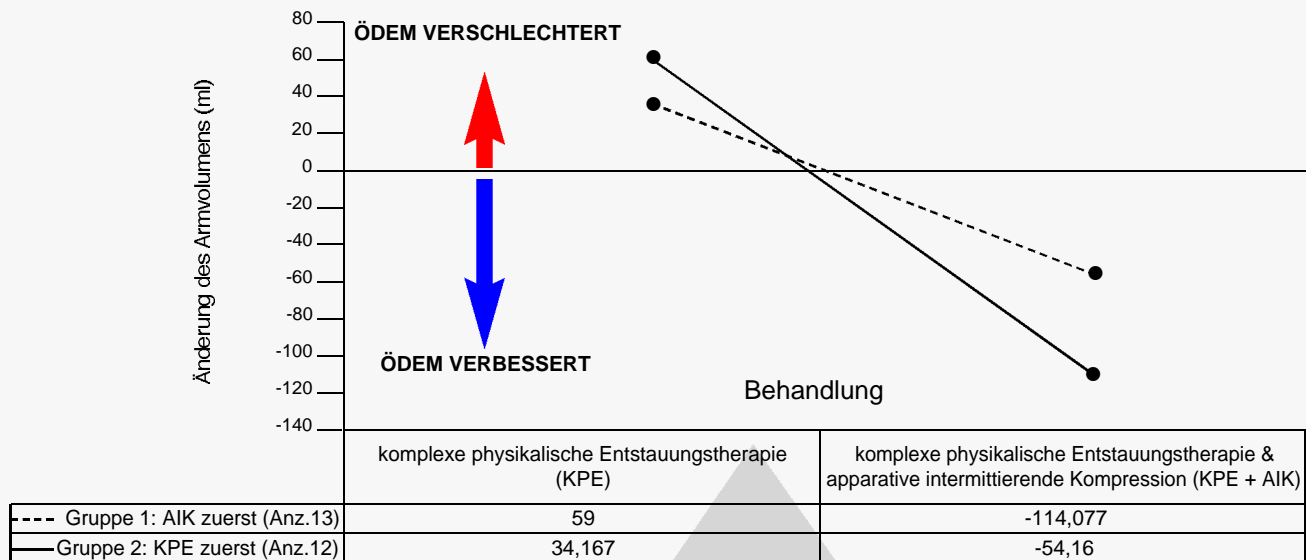 80
ÖDEM VERSCHLECHTERT
60
40
20
0
-20
-40
-60
-80
-100
-120
-140
Änderung des Armvolumens (ml)
ÖDEM VERBESSERT
Behandlung
komplexe physikalische Entstauungstherapie
(KPE)
komplexe physikalische Entstauungstherapie &
apparative intermittierende Kompression (KPE + AIK)
Gruppe 1: AIK zuerst (Anz.13) 59 -114,077
Gruppe 2: KPE zuerst (Anz.12) 34,167 -54,16